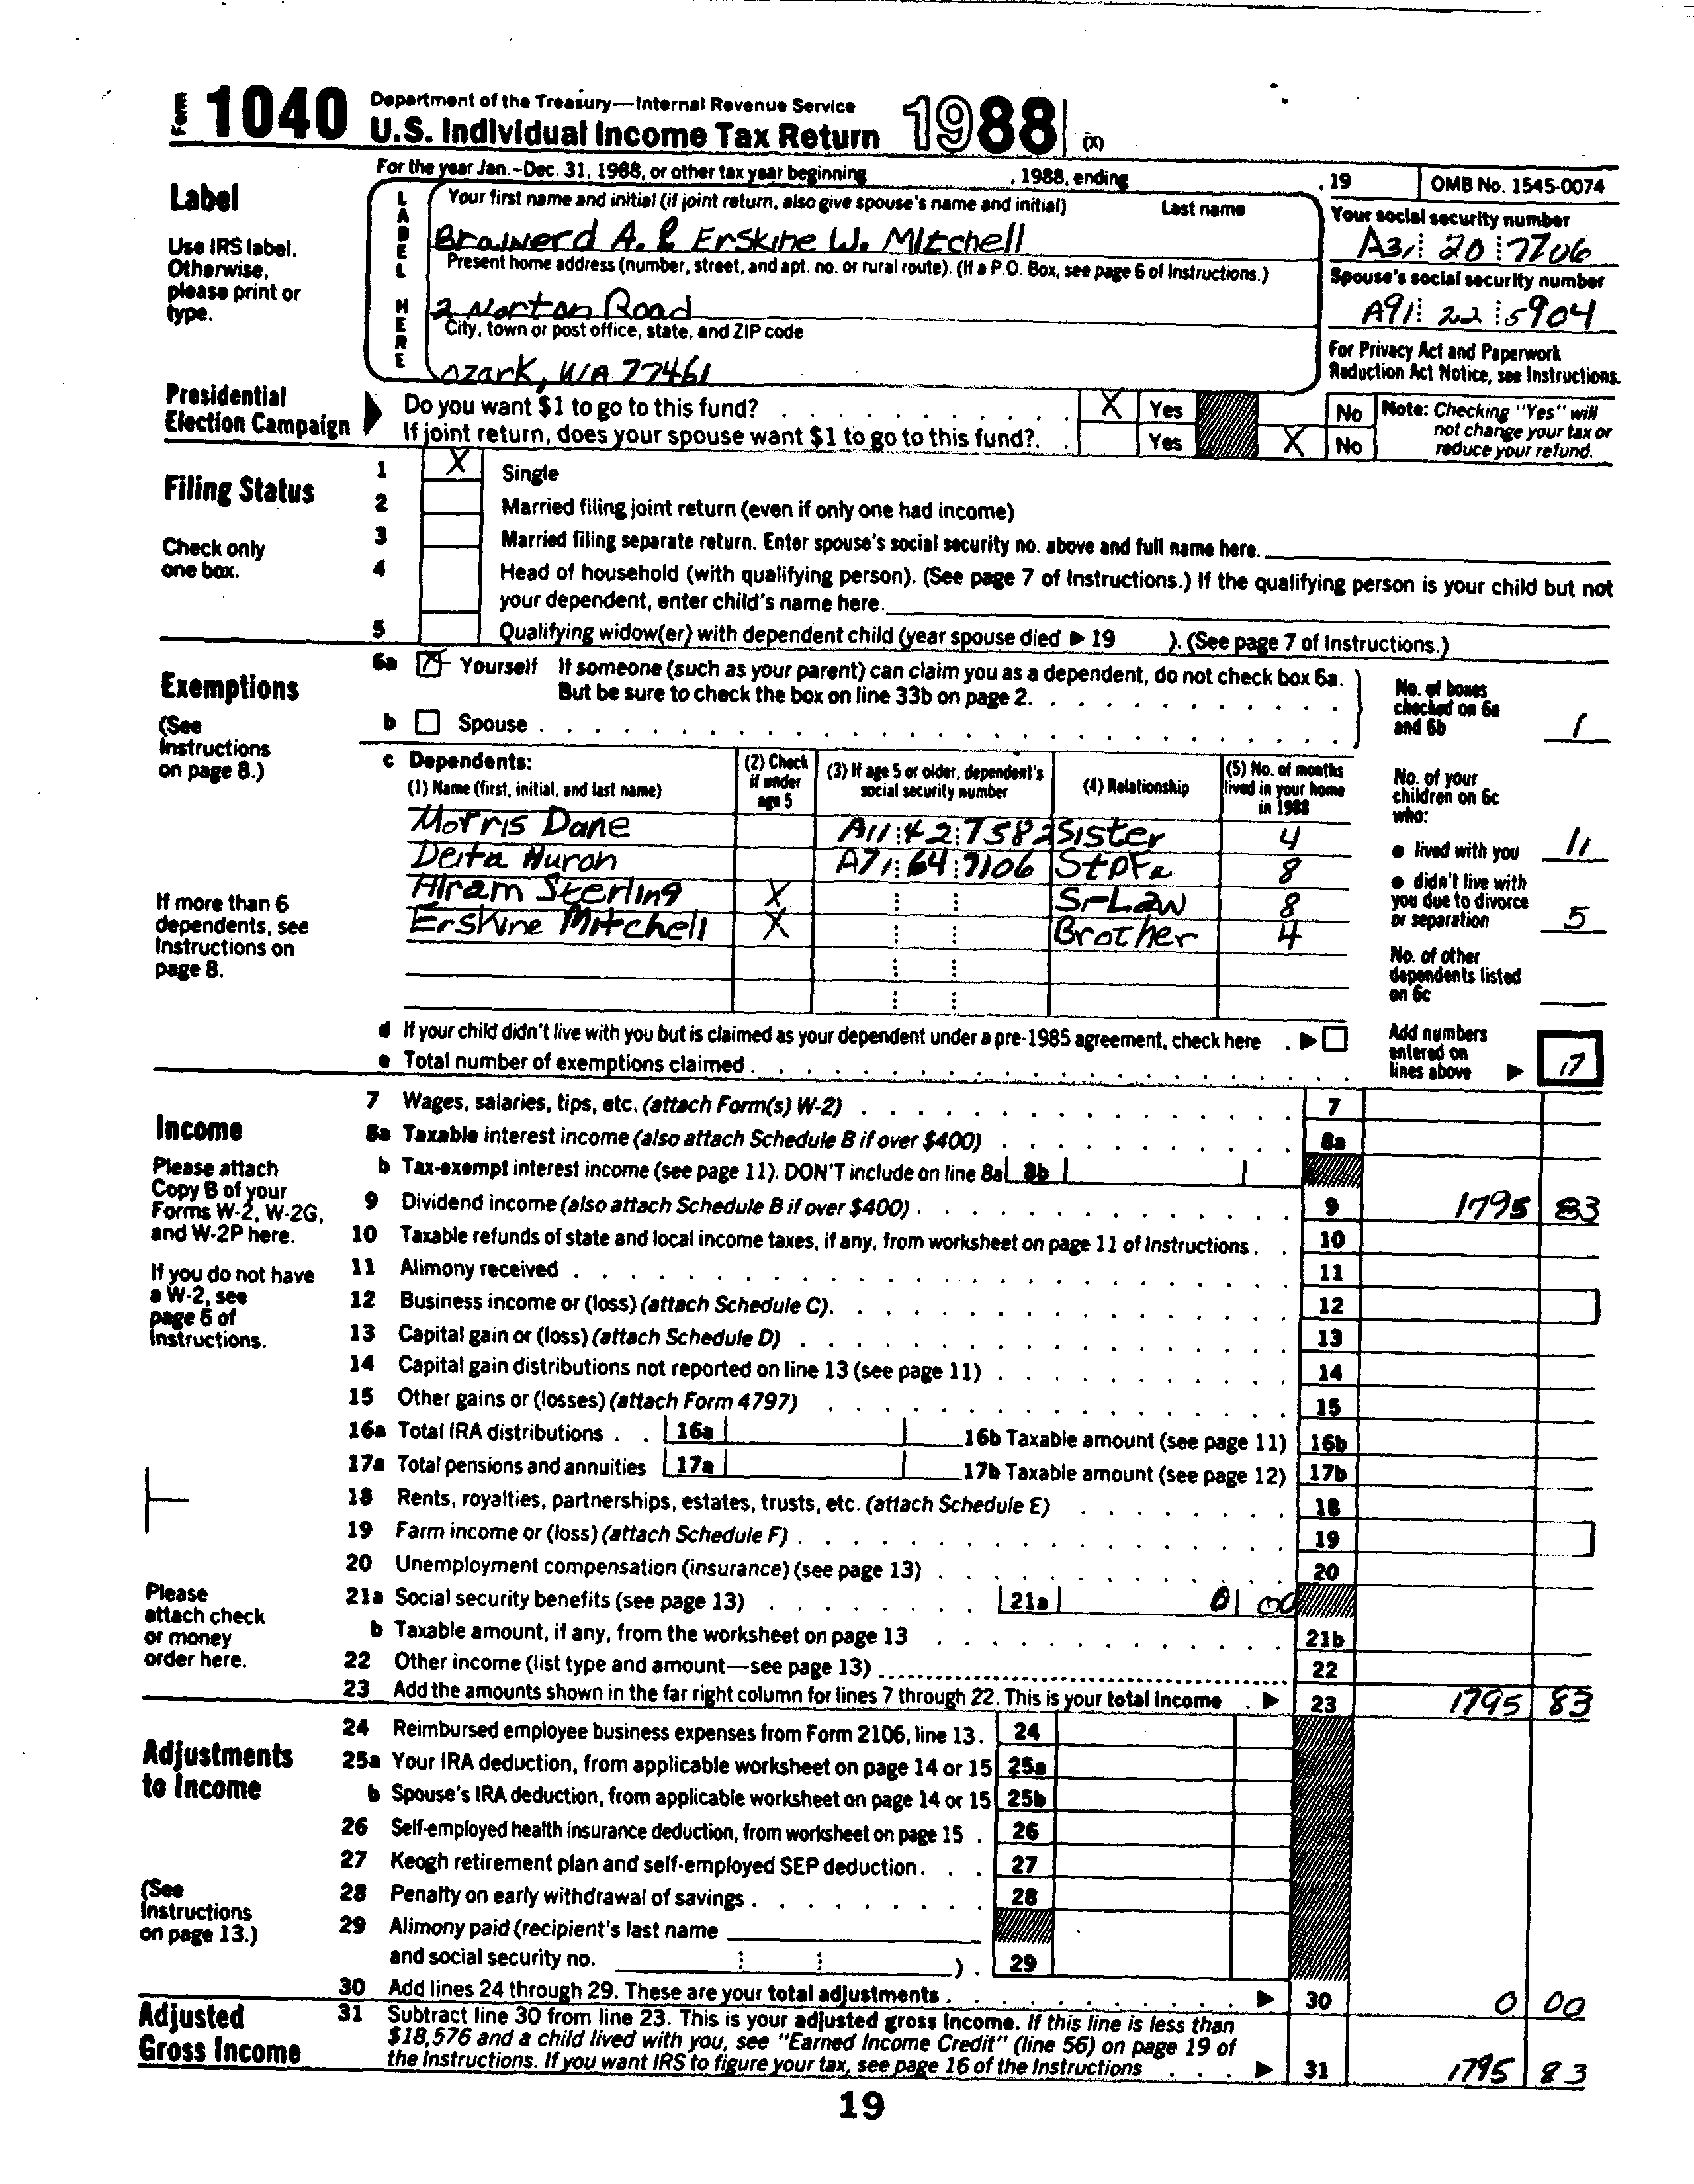 Form 1040 Department of the Treasury—Internal Revenue Service
U.S. Individual Income Tax Return 1988 (X)
For the year Jan.-Dec. 31, 1988, or other tax year beginning , 1988, ending , 19 OMB No. 1545-0074
Label
Use IRS label.
Otherwise,
please print or
type.
LABEL HERE
Your first name and initial (if joint return, also give spouse's name and initial) Last name
Brainerd A. & Erskine W. Mitchell
Present home address (number, street, and apt. no. or rural route). (If a P.O. Box, see page 6 of Instructions.)
2 Norton Road
City, town or post office, state, and ZIP code
Ozark, WA 77461
Your social security number
A31 20 7706
Spouse's social security number
A91 22 5904
For Privacy Act and Paperwork
Reduction Act Notice, see Instructions.
Presidential
Election Campaign
Do you want $1 to go to this fund? X Yes No
If joint return, does your spouse want $1 to go to this fund? Yes X No
Note: Checking "Yes" will
not change your tax or
reduce your refund.
Filing Status
Check only
one box.
1 X Single
2 Married filing joint return (even if only one had income)
3 Married filing separate return. Enter spouse's social security no. above and full name here.
4 Head of household (with qualifying person). (See page 7 of Instructions.) If the qualifying person is your child but not
your dependent, enter child's name here.
5 Qualifying widow(er) with dependent child (year spouse died ▶ 19 ). (See page 7 of Instructions.)
Exemptions
(See
Instructions
on page 8.)
If more than 6
dependents, see
Instructions on
page 8.
6a X Yourself If someone (such as your parent) can claim you as a dependent, do not check box 6a.
But be sure to check the box on line 33b on page 2.
b Spouse
No. of boxes
checked on 6a
and 6b 1
c Dependents:
(1) Name (first, initial, and last name) (2) Check if under age 5 (3) If age 5 or older, dependent's social security number (4) Relationship (5) No. of months lived in your home in 1988
Morris Dane A11 42 7582 Sister 4
Delta Huron A71 64 7106 StpFa 8
Hiram Sterling X Sr-Law 8
Erskine Mitchell X Brother 4
No. of your
children on 6c
who:
● lived with you 11
● didn't live with
you due to divorce
or separation 5
No. of other
dependents listed
on 6c
d If your child didn't live with you but is claimed as your dependent under a pre-1985 agreement, check here ▶
e Total number of exemptions claimed
Add numbers
entered on
lines above ▶ 17
Income
Please attach
Copy B of your
Forms W-2, W-2G,
and W-2P here.
If you do not have
a W-2, see
page 6 of
Instructions.
Please
attach check
or money
order here.
7 Wages, salaries, tips, etc. (attach Form(s) W-2) 7
8a Taxable interest income (also attach Schedule B if over $400) 8a
b Tax-exempt interest income (see page 11). DON'T include on line 8a 8b
9 Dividend income (also attach Schedule B if over $400) 9 1795 83
10 Taxable refunds of state and local income taxes, if any, from worksheet on page 11 of Instructions 10
11 Alimony received 11
12 Business income or (loss) (attach Schedule C) 12
13 Capital gain or (loss) (attach Schedule D) 13
14 Capital gain distributions not reported on line 13 (see page 11) 14
15 Other gains or (losses) (attach Form 4797) 15
16a Total IRA distributions 16a 16b Taxable amount (see page 11) 16b
17a Total pensions and annuities 17a 17b Taxable amount (see page 12) 17b
18 Rents, royalties, partnerships, estates, trusts, etc. (attach Schedule E) 18
19 Farm income or (loss) (attach Schedule F) 19
20 Unemployment compensation (insurance) (see page 13) 20
21a Social security benefits (see page 13) 21a 0 00
b Taxable amount, if any, from the worksheet on page 13 21b
22 Other income (list type and amount—see page 13) 22
23 Add the amounts shown in the far right column for lines 7 through 22. This is your total income ▶ 23 1795 83
Adjustments
to Income
(See
Instructions
on page 13.)
24 Reimbursed employee business expenses from Form 2106, line 13. 24
25a Your IRA deduction, from applicable worksheet on page 14 or 15 25a
b Spouse's IRA deduction, from applicable worksheet on page 14 or 15 25b
26 Self-employed health insurance deduction, from worksheet on page 15 26
27 Keogh retirement plan and self-employed SEP deduction 27
28 Penalty on early withdrawal of savings 28
29 Alimony paid (recipient's last name
and social security no. ) 29
30 Add lines 24 through 29. These are your total adjustments ▶ 30 0 00
Adjusted
Gross Income
31 Subtract line 30 from line 23. This is your adjusted gross income. If this line is less than
$18,576 and a child lived with you, see "Earned Income Credit" (line 56) on page 19 of
the Instructions. If you want IRS to figure your tax, see page 16 of the Instructions ▶ 31 1795 83
19